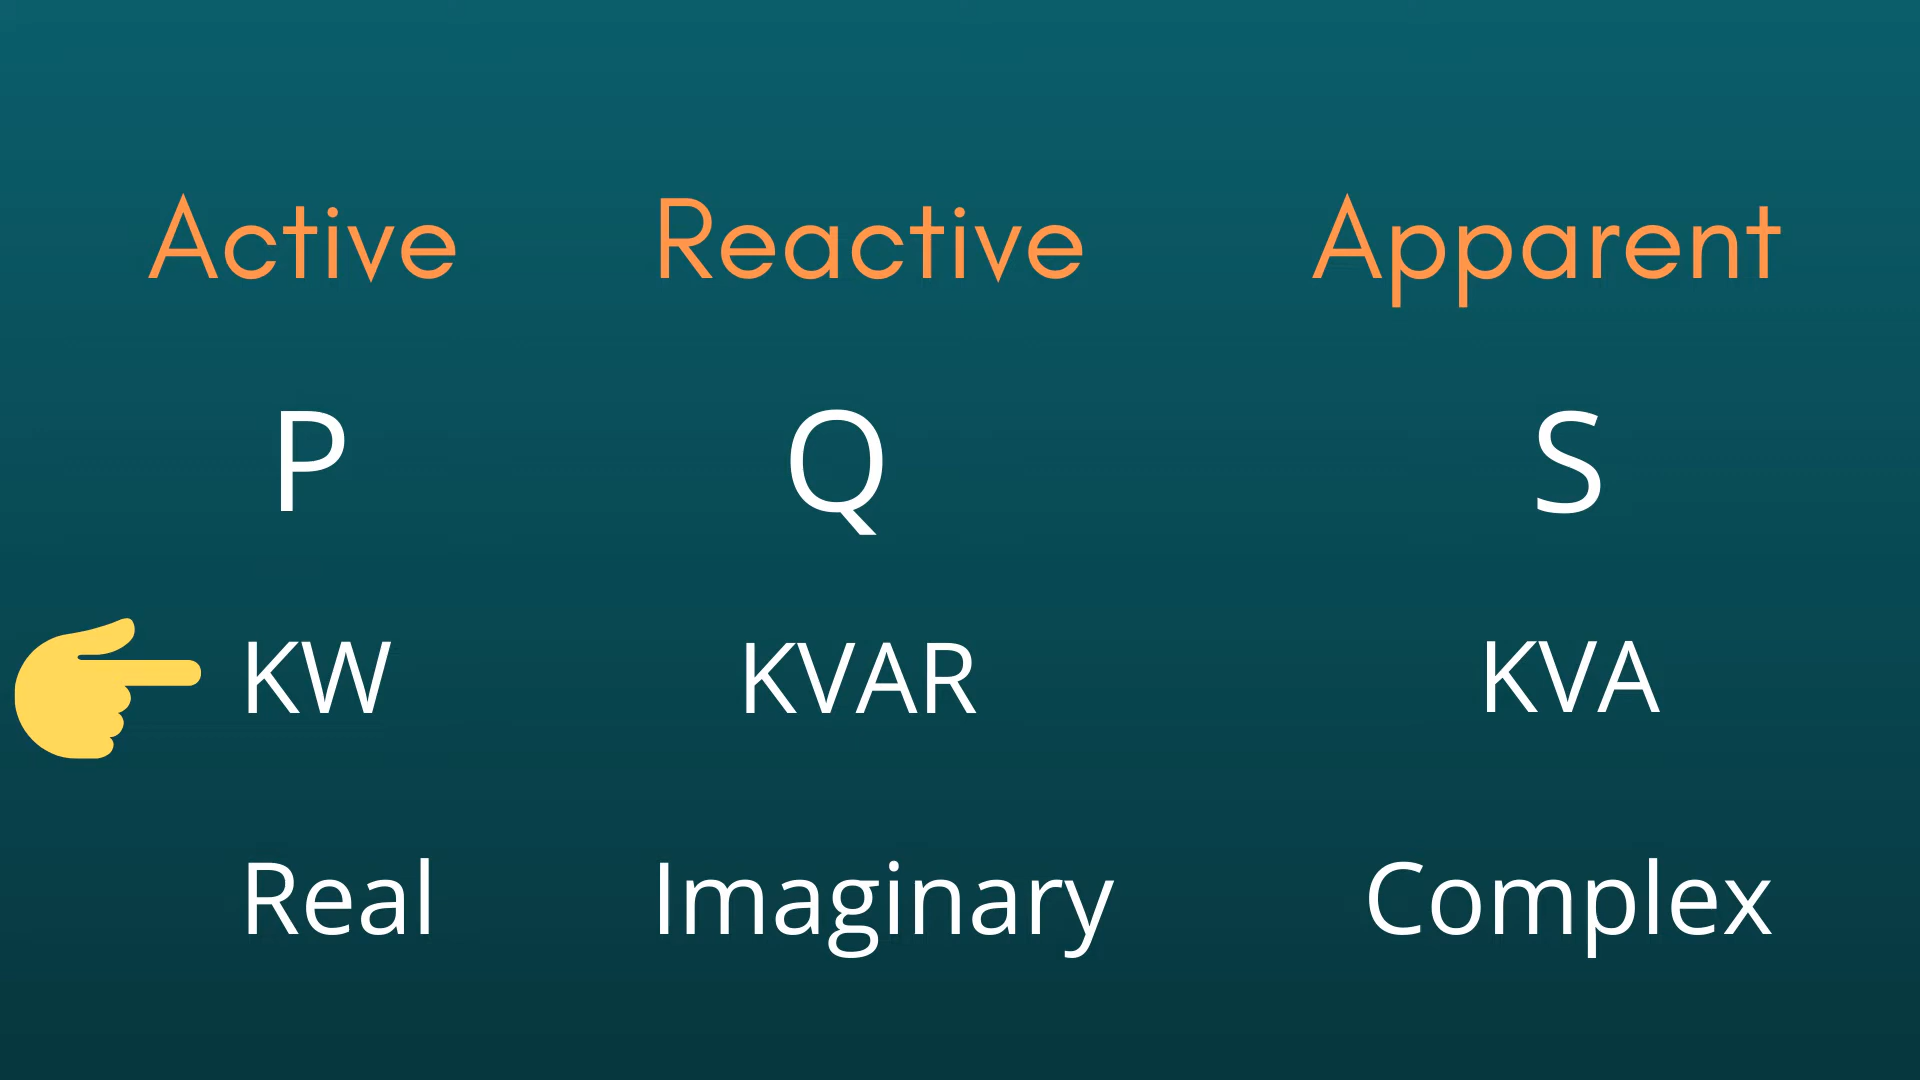 Active Reactive Apparent
P Q S
KW KVAR KVA
Real Imaginary Complex